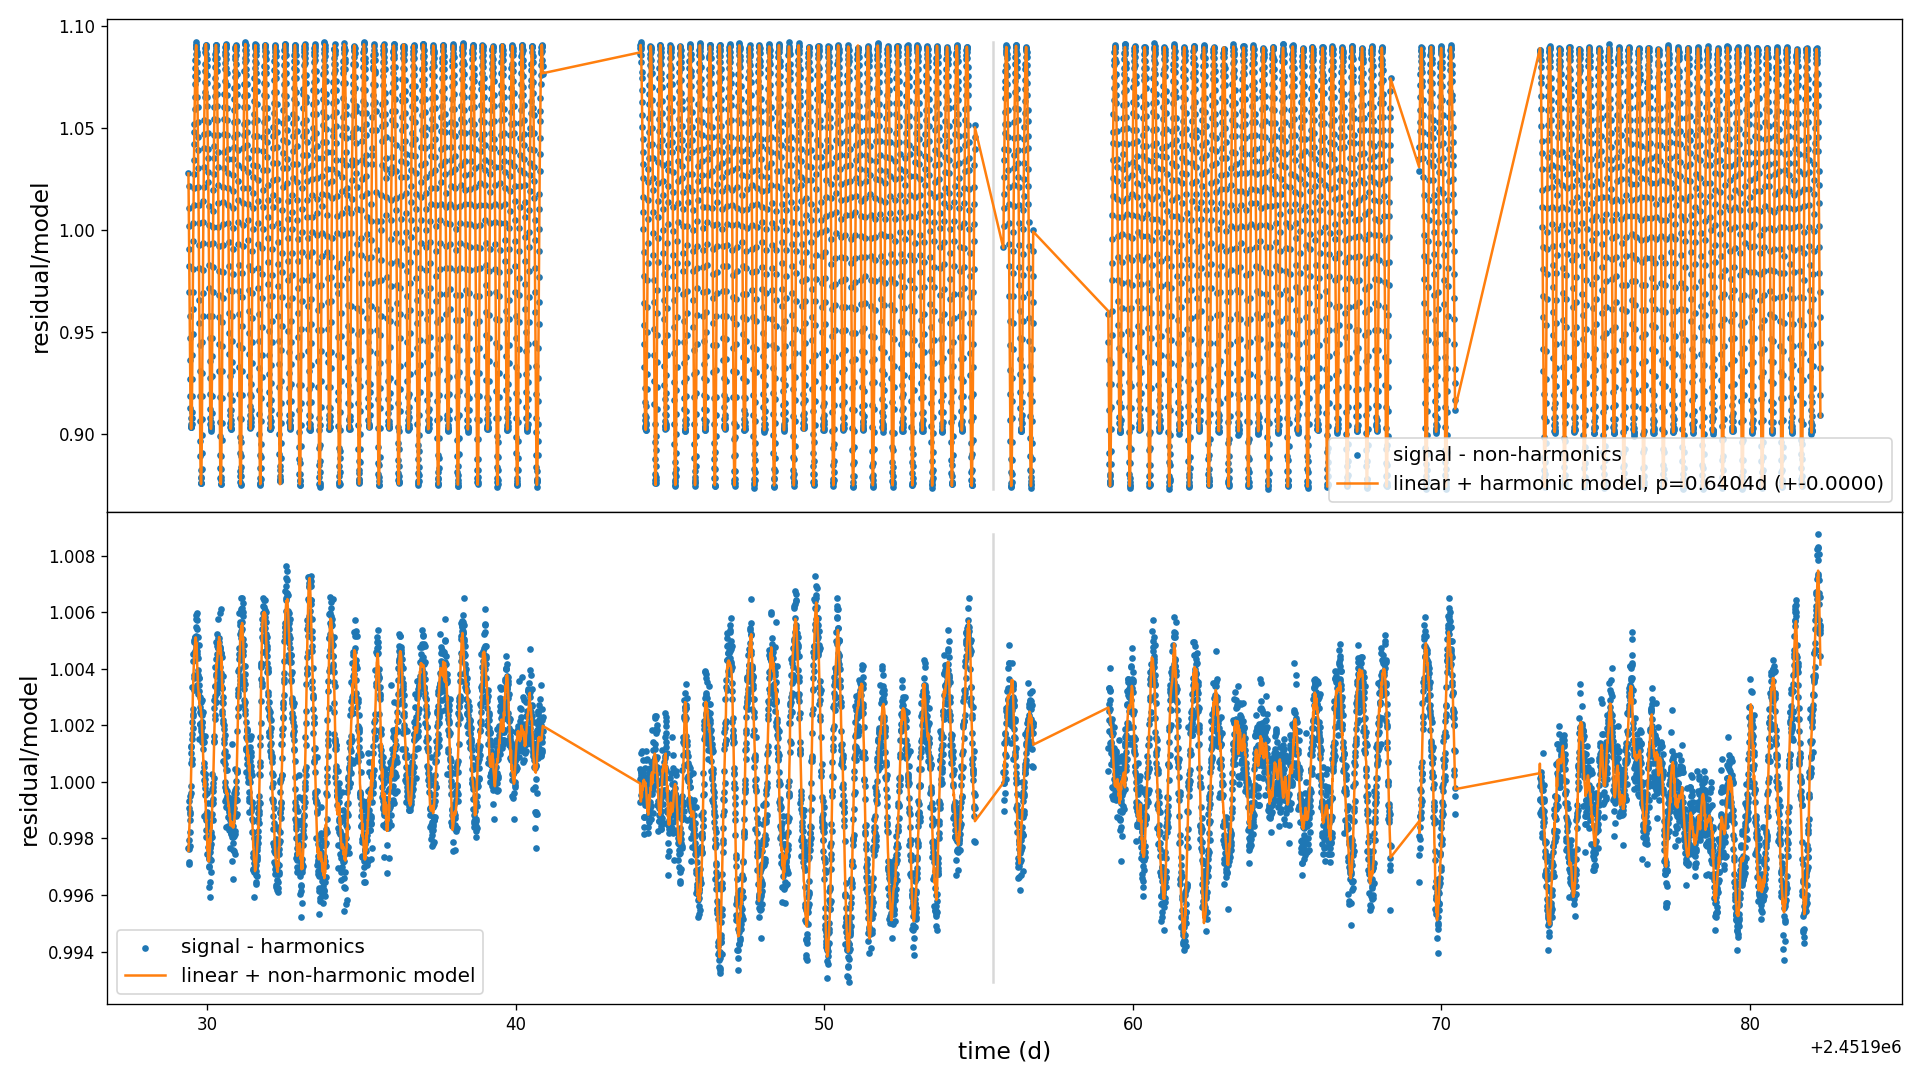 1.10
1.05
1.00
0.95
0.90
residual/model
signal - non-harmonics
linear + harmonic model, p=0.6404d (+-0.0000)
1.008
1.006
1.004
1.002
1.000
0.998
0.996
0.994
residual/model
signal - harmonics
linear + non-harmonic model
30 40 50 60 70 80
time (d)
+2.4519e6